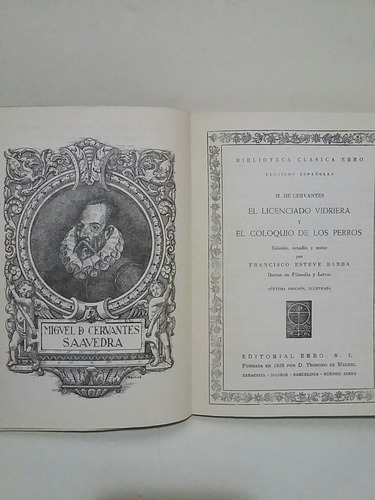 MIGVEL D CERVANTES
SAAVEDRA
BIBLIOTECA CLÁSICA EBRO
CLÁSICOS ESPAÑOLES
M. DE CERVANTES
EL LICENCIADO VIDRIERA
Y
EL COLOQUIO DE LOS PERROS
Edición, estudio y notas
por
FRANCISCO ESTEVE BARBA
Doctor en Filosofía y Letras
SÉPTIMA EDICIÓN, ILUSTRADA
EDITORIAL EBRO, S. L.
FUNDADA EN 1938 POR D. TEODORO DE MIGUEL
ZARAGOZA - MADRID - BARCELONA - BUENOS AIRES